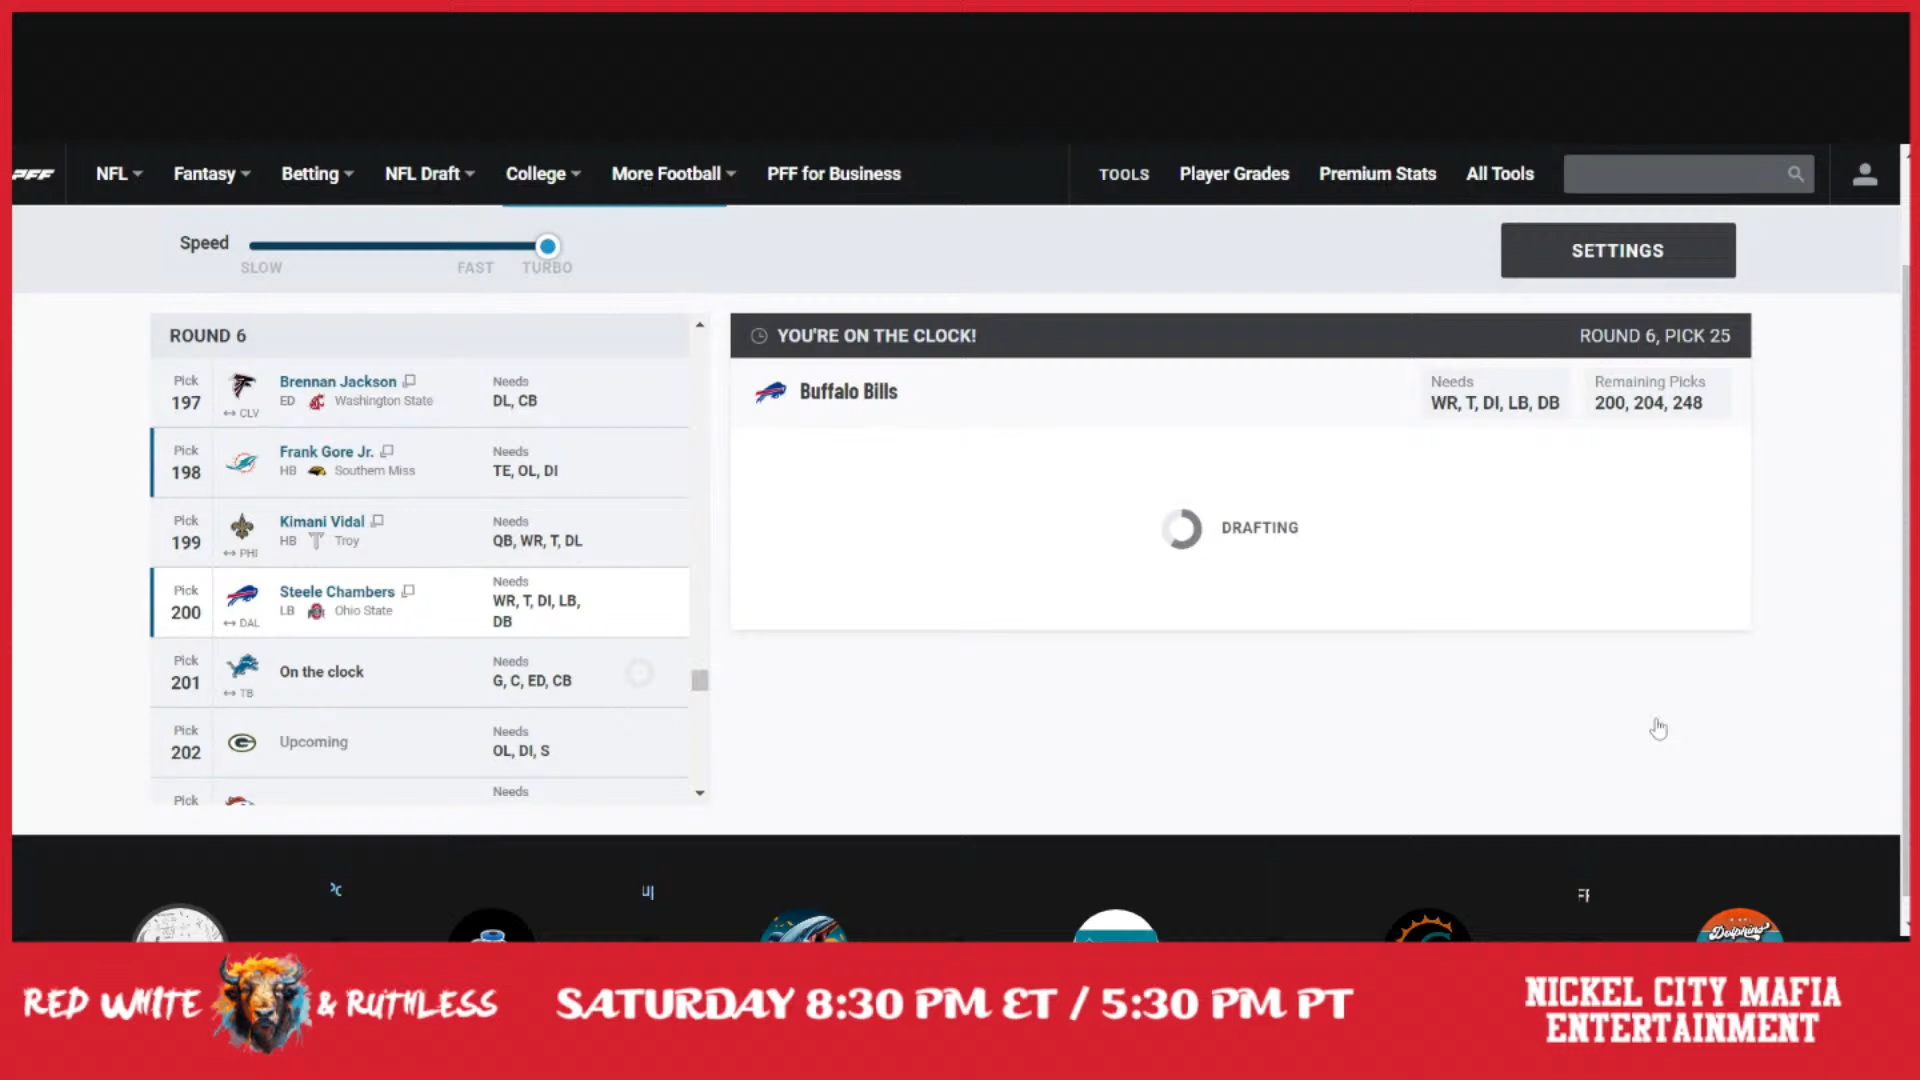 PFF
NFL
Fantasy
Betting
NFL Draft
College
More Football
PFF for Business
TOOLS
Player Grades
Premium Stats
All Tools
Speed
SLOW
FAST
TURBO
SETTINGS
ROUND 6
Pick
197
↔ CLV
Brennan Jackson
ED Washington State
Needs
DL, CB
Pick
198
Frank Gore Jr.
HB Southern Miss
Needs
TE, OL, DI
Pick
199
↔ PHI
Kimani Vidal
HB Troy
Needs
QB, WR, T, DL
Pick
200
↔ DAL
Steele Chambers
LB Ohio State
Needs
WR, T, DI, LB,
DB
Pick
201
↔ TB
On the clock
Needs
G, C, ED, CB
Pick
202
Upcoming
Needs
OL, DI, S
Pick
Needs
YOU'RE ON THE CLOCK!
ROUND 6, PICK 25
Buffalo Bills
Needs
WR, T, DI, LB, DB
Remaining Picks
200, 204, 248
DRAFTING
Dolphins
RED WHITE & RUTHLESS
SATURDAY 8:30 PM ET / 5:30 PM PT
NICKEL CITY MAFIA
ENTERTAINMENT